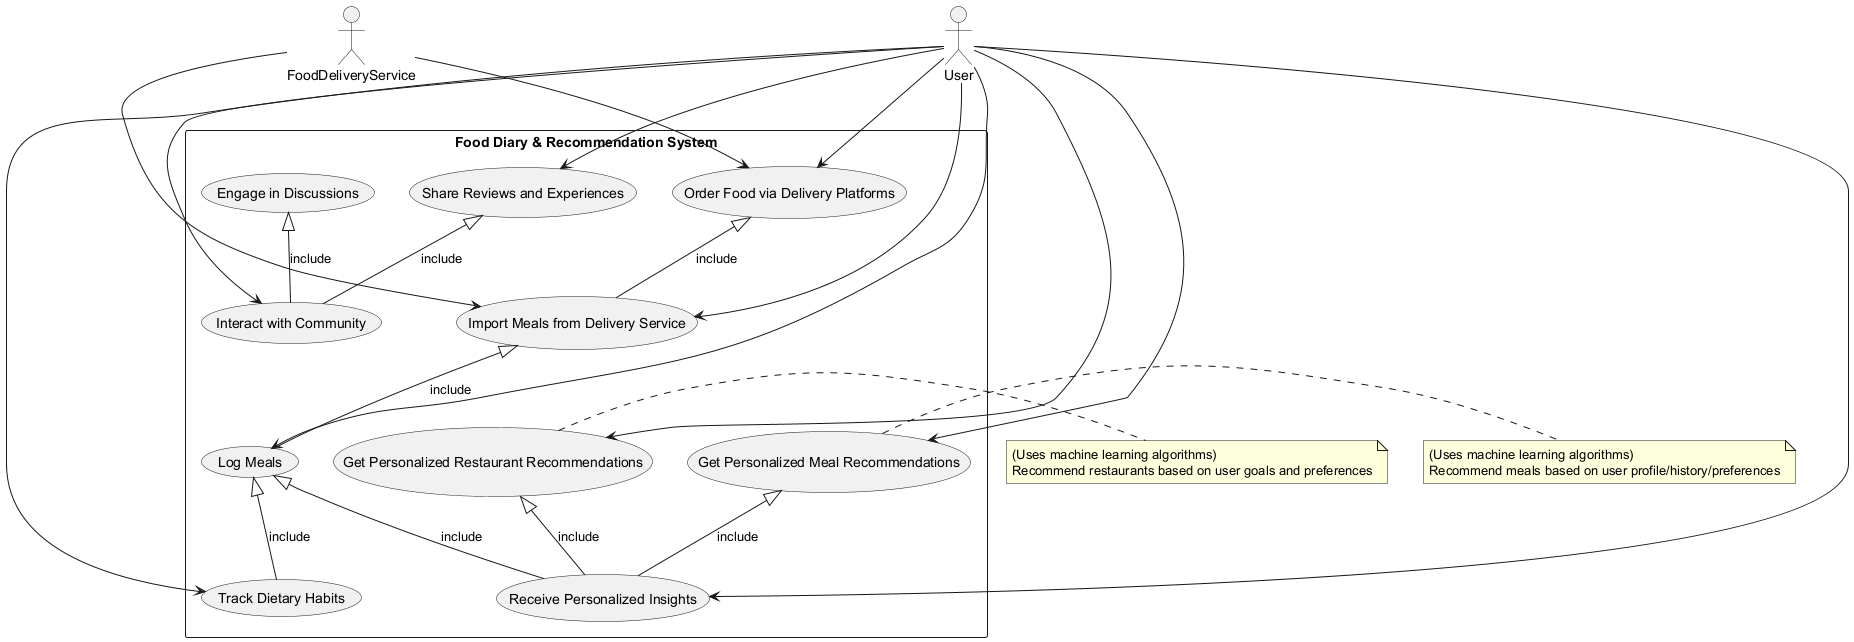 FoodDeliveryService
User
Food Diary & Recommendation System
Engage in Discussions
Share Reviews and Experiences
Order Food via Delivery Platforms
include
include
include
Interact with Community
Import Meals from Delivery Service
include
Log Meals
Get Personalized Restaurant Recommendations
Get Personalized Meal Recommendations
(Uses machine learning algorithms)
Recommend restaurants based on user goals and preferences
(Uses machine learning algorithms)
Recommend meals based on user profile/history/preferences
include
include
include
include
Track Dietary Habits
Receive Personalized Insights